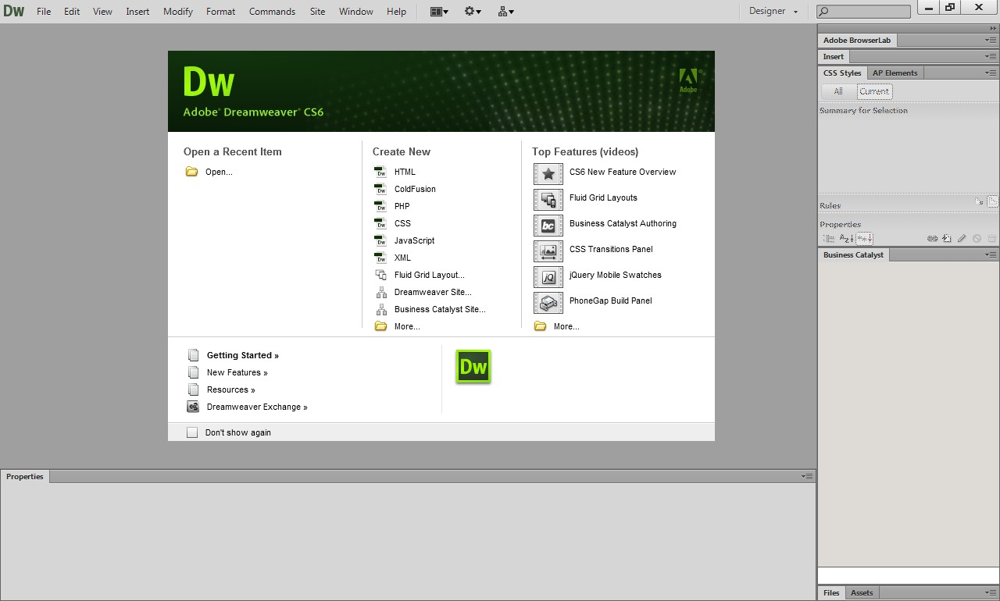 Dw File Edit View Insert Modify Format Commands Site Window Help Designer
Adobe BrowserLab
Insert
CSS Styles AP Elements
All Current
Summary for Selection
Rules
Properties
Business Catalyst
Files Assets
Dw
Adobe® Dreamweaver® CS6
Adobe
Open a Recent Item
Open...
Create New
HTML
ColdFusion
PHP
CSS
JavaScript
XML
Fluid Grid Layout...
Dreamweaver Site...
Business Catalyst Site...
More...
Top Features (videos)
CS6 New Feature Overview
Fluid Grid Layouts
bc Business Catalyst Authoring
CSS Transitions Panel
jQ jQuery Mobile Swatches
PhoneGap Build Panel
More...
Getting Started »
New Features »
Resources »
Dreamweaver Exchange »
Dw
Don't show again
Properties